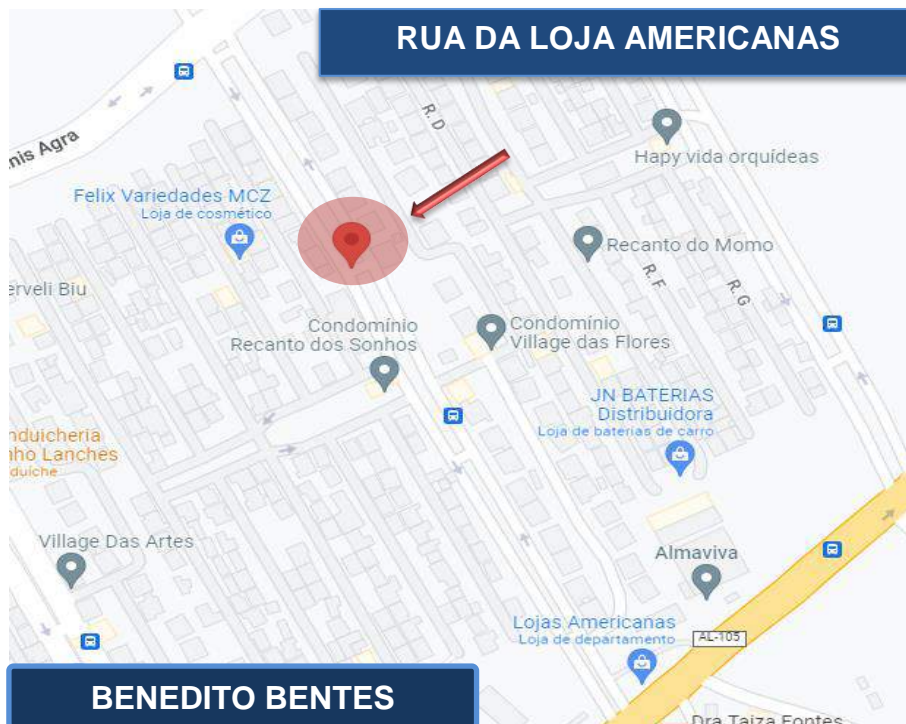 RUA DA LOJA AMERICANAS
R. D
nis Agra
Hapy vida orquídeas
Felix Variedades MCZ
Loja de cosmético
Recanto do Momo
erveli Biu
R. F
R. G
Condomínio
Recanto dos Sonhos
Condomínio
Village das Flores
JN BATERIAS
Distribuidora
Loja de baterias de carro
nduicheria
nho Lanches
duíche
Village Das Artes
Almaviva
Lojas Americanas
Loja de departamento
AL-105
BENEDITO BENTES
Dra Taiza Fontes